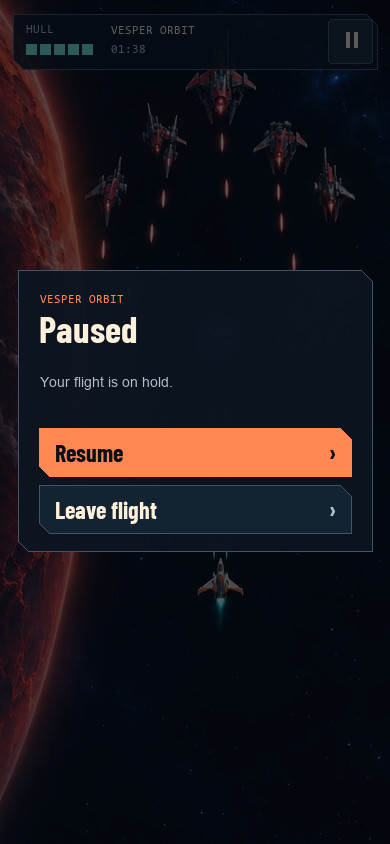 HULL
VESPER ORBIT
01:38
VESPER ORBIT
Paused
Your flight is on hold.
Resume ›
Leave flight ›